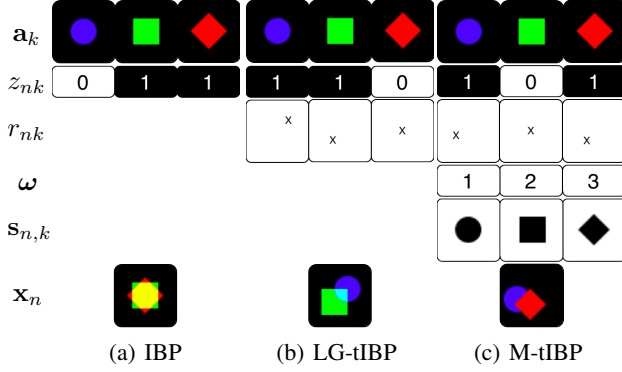 a_k
z_nk 0 1 1 1 1 0 1 0 1
r_nk x x x x x x
ω 1 2 3
s_n,k
x_n
(a) IBP (b) LG-tIBP (c) M-tIBP